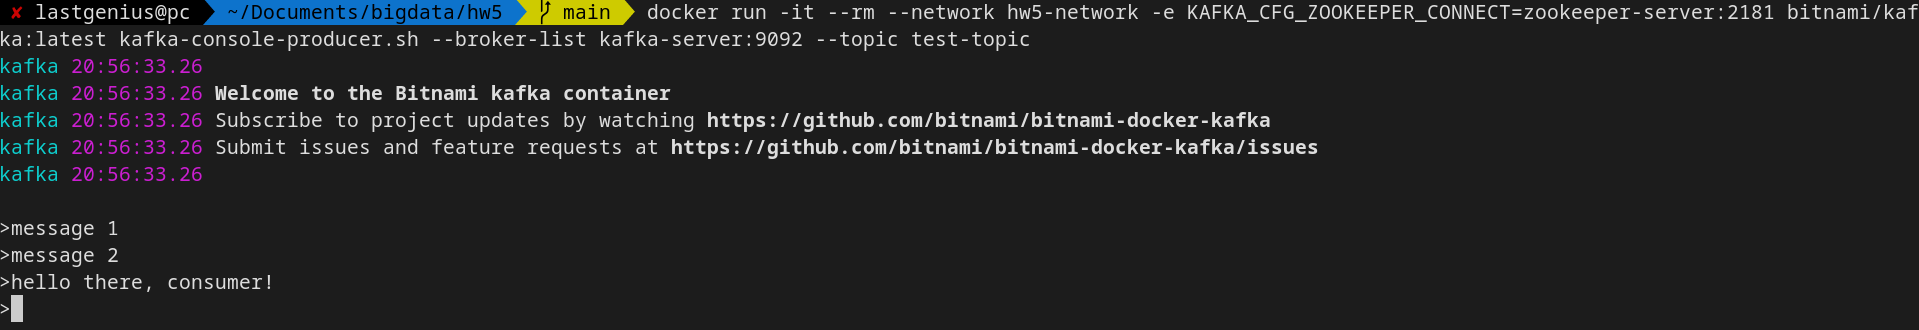 ✘ lastgenius@pc ~/Documents/bigdata/hw5 main docker run -it --rm --network hw5-network -e KAFKA_CFG_ZOOKEEPER_CONNECT=zookeeper-server:2181 bitnami/kaf
ka:latest kafka-console-producer.sh --broker-list kafka-server:9092 --topic test-topic
kafka 20:56:33.26
kafka 20:56:33.26 Welcome to the Bitnami kafka container
kafka 20:56:33.26 Subscribe to project updates by watching https://github.com/bitnami/bitnami-docker-kafka
kafka 20:56:33.26 Submit issues and feature requests at https://github.com/bitnami/bitnami-docker-kafka/issues
kafka 20:56:33.26
>message 1
>message 2
>hello there, consumer!
>